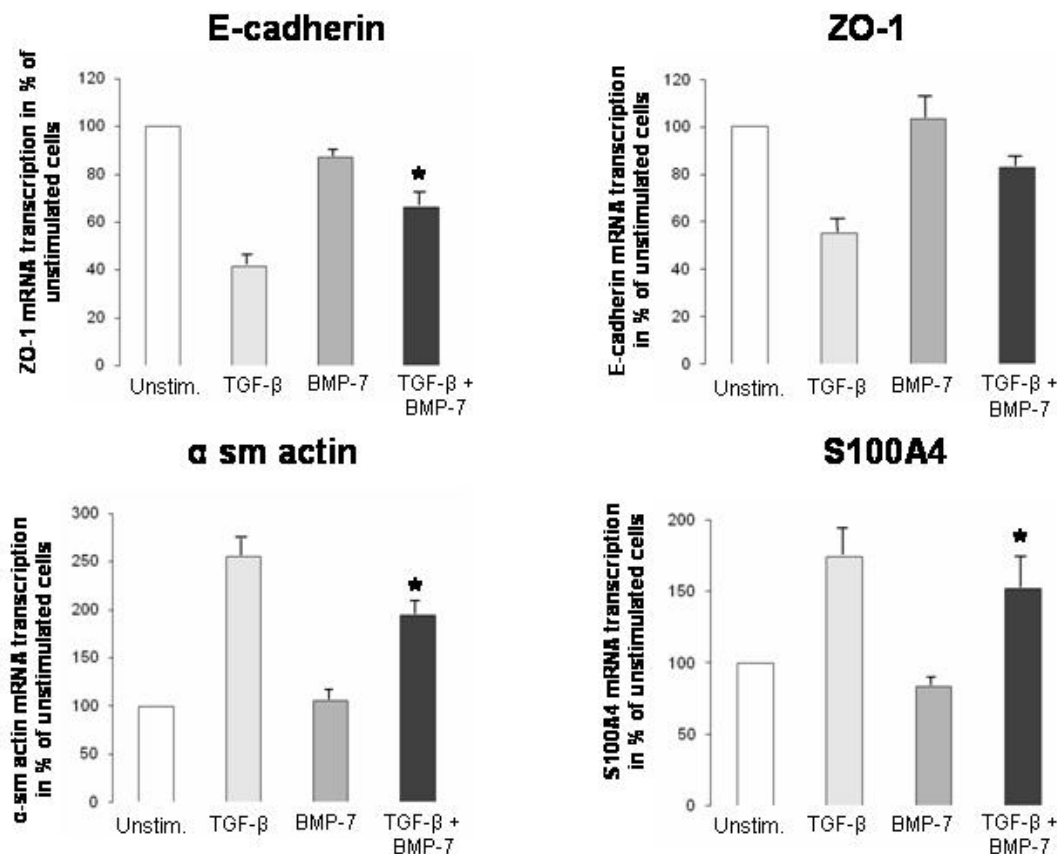 E-cadherin
ZO-1 mRNA transcription in % of
unstimulated cells
120
100
80
60
40
20
0
★
Unstim.
TGF-β
BMP-7
TGF-β +
BMP-7
ZO-1
E-cadherin mRNA transcription
in % of unstimulated cells
120
100
80
60
40
20
0
Unstim.
TGF-β
BMP-7
TGF-β +
BMP-7
α sm actin
α-sm actin mRNA transcription
in % of unstimulated cells
300
250
200
150
100
50
0
★
Unstim.
TGF-β
BMP-7
TGF-β +
BMP-7
S100A4
S100A4 mRNA transcription
in % of unstimulated cells
200
150
100
50
0
★
Unstim.
TGF-β
BMP-7
TGF-β +
BMP-7